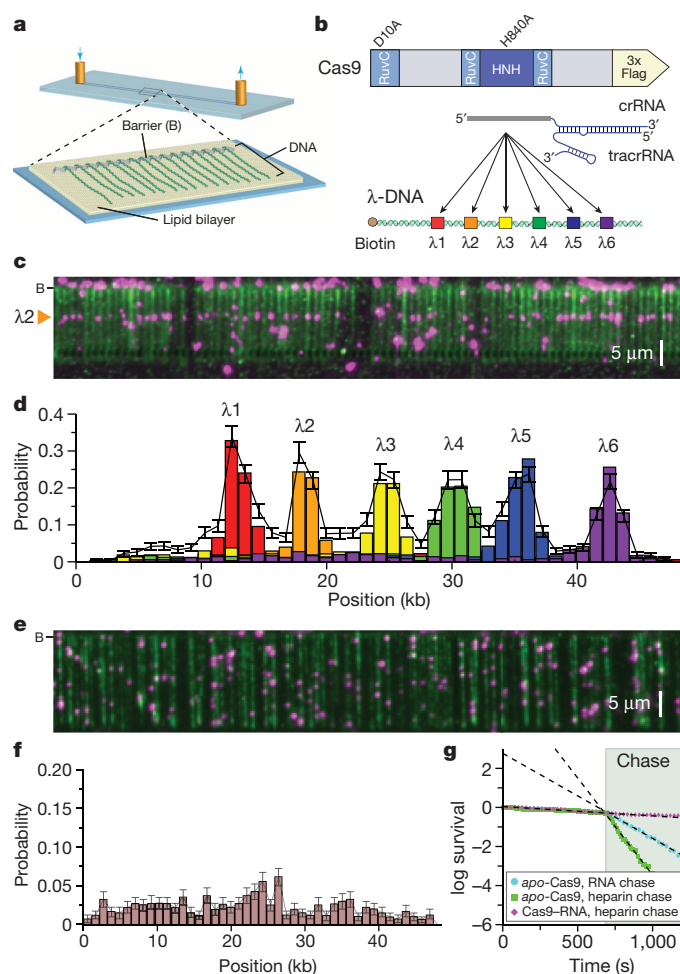 a
Barrier (B)
DNA
Lipid bilayer
b
D10A
H840A
Cas9
RuvC
RuvC
HNH
RuvC
3x
Flag
5′
crRNA
3′
3′
tracrRNA
λ-DNA
Biotin
λ1
λ2
λ3
λ4
λ5
λ6
c
B
λ2
5 μm
d
Probability
0.4
0.3
0.2
0.1
0
λ1
λ2
λ3
λ4
λ5
λ6
0
10
20
30
40
Position (kb)
e
B
5 μm
f
Probability
0.20
0.15
0.10
0.05
0
0
10
20
30
40
Position (kb)
g
Chase
log survival
2
0
−2
−4
−6
apo-Cas9, RNA chase
apo-Cas9, heparin chase
Cas9–RNA, heparin chase
0
500
1,000
Time (s)